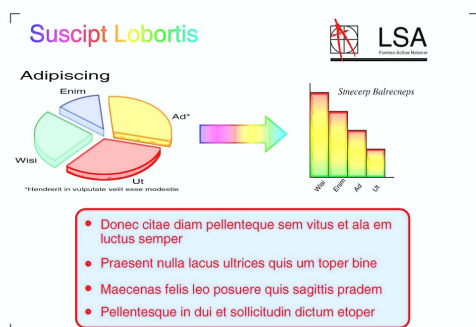 Suscipt Lobortis
LSA
Adipiscing
Enim
Ad*
Wisi
Ut
*Hendrerit in vulputate velit esse modestie
Smecerp Balrecneps
Wisi
Enim
Ad
Ut
Donec citae diam pellenteque sem vitus et ala em
luctus semper
Praesent nulla lacus ultrices quis um toper bine
Maecenas felis leo posuere quis sagittis pradem
Pellentesque in dui et sollicitudin dictum etoper